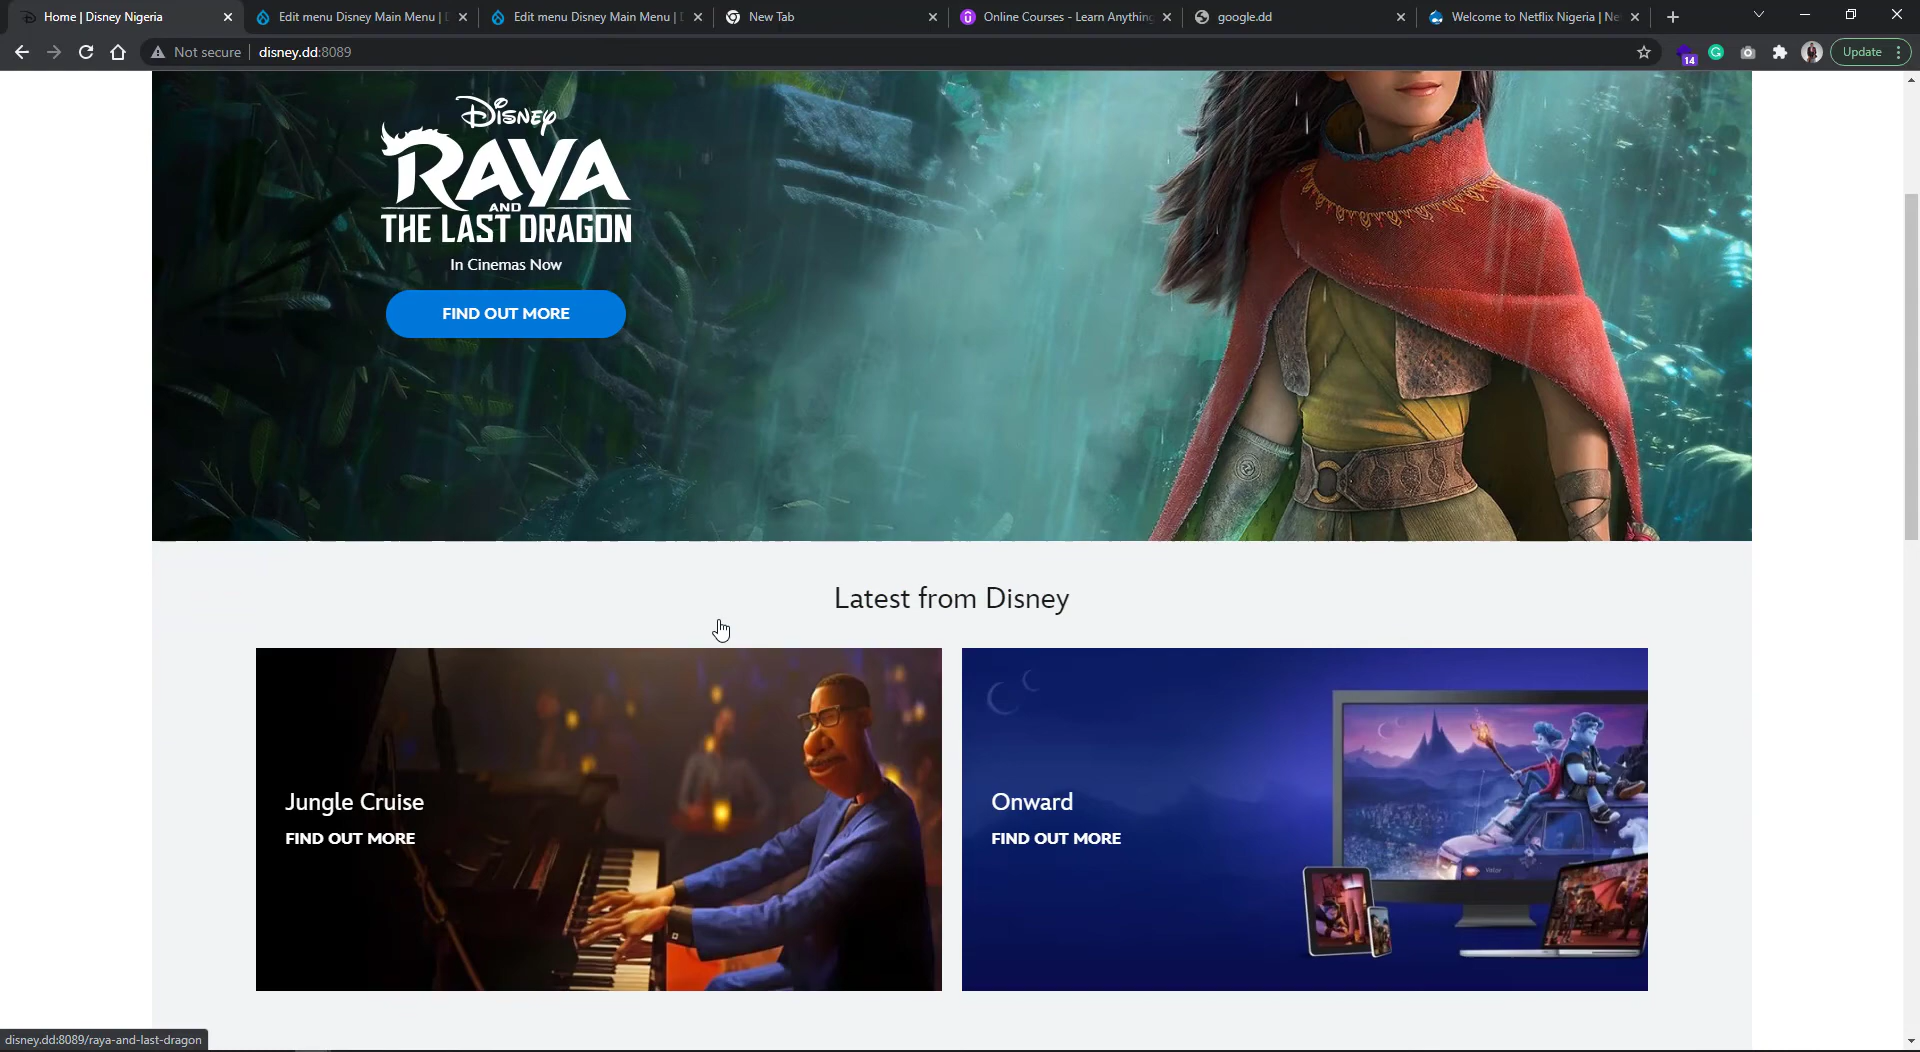 Home | Disney Nigeria
Edit menu Disney Main Menu |
Edit menu Disney Main Menu |
New Tab
Online Courses - Learn Anything
google.dd
Welcome to Netflix Nigeria | Ne
Not secure
disney.dd:8089
14
Update
Disney
RAYA
AND
THE LAST DRAGON
In Cinemas Now
FIND OUT MORE
Latest from Disney
Jungle Cruise
FIND OUT MORE
Onward
FIND OUT MORE
disney.dd:8089/raya-and-last-dragon